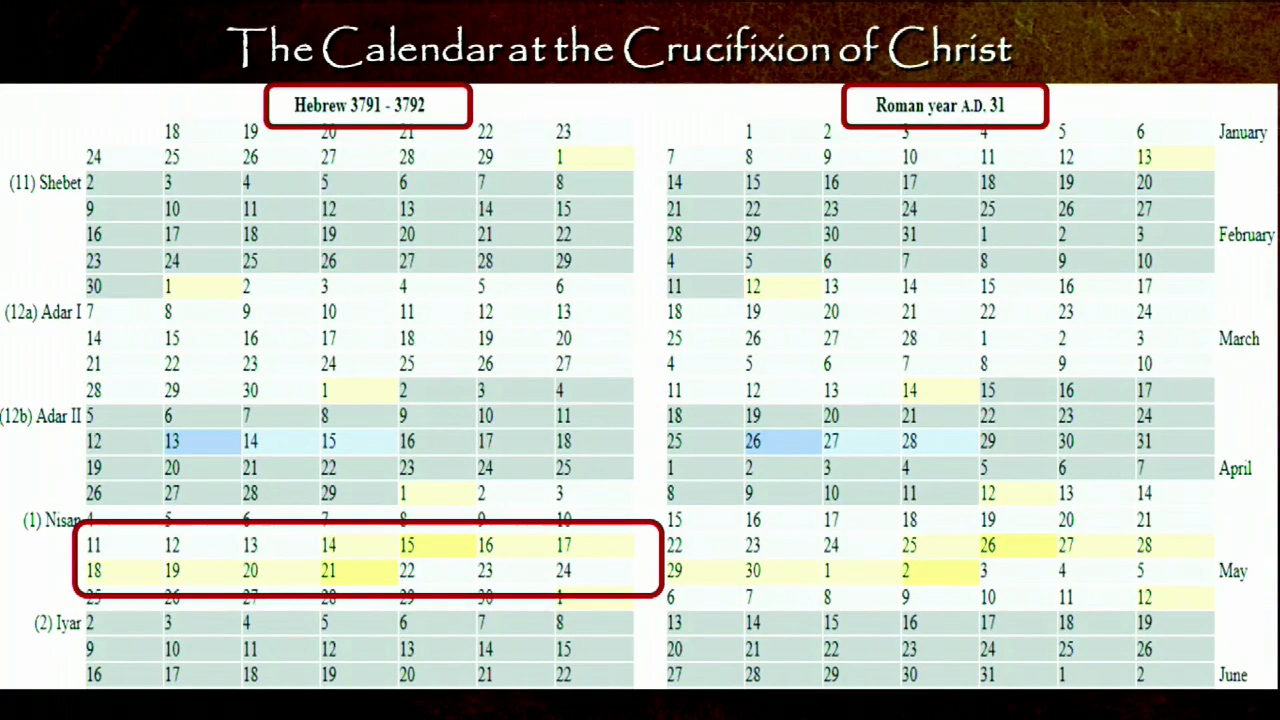 The Calendar at the Crucifixion of Christ
Hebrew 3791 - 3792 Roman year A.D. 31
18 19 20 21 22 23 1 2 3 4 5 6 January
24 25 26 27 28 29 1 7 8 9 10 11 12 13
(11) Shebet 2 3 4 5 6 7 8 14 15 16 17 18 19 20
9 10 11 12 13 14 15 21 22 23 24 25 26 27
16 17 18 19 20 21 22 28 29 30 31 1 2 3 February
23 24 25 26 27 28 29 4 5 6 7 8 9 10
30 1 2 3 4 5 6 11 12 13 14 15 16 17
(12a) Adar I 7 8 9 10 11 12 13 18 19 20 21 22 23 24
14 15 16 17 18 19 20 25 26 27 28 1 2 3 March
21 22 23 24 25 26 27 4 5 6 7 8 9 10
28 29 30 1 2 3 4 11 12 13 14 15 16 17
(12b) Adar II 5 6 7 8 9 10 11 18 19 20 21 22 23 24
12 13 14 15 16 17 18 25 26 27 28 29 30 31
19 20 21 22 23 24 25 1 2 3 4 5 6 7 April
26 27 28 29 1 2 3 8 9 10 11 12 13 14
(1) Nisan 4 5 6 7 8 9 10 15 16 17 18 19 20 21
11 12 13 14 15 16 17 22 23 24 25 26 27 28
18 19 20 21 22 23 24 29 30 1 2 3 4 5 May
25 26 27 28 29 30 1 6 7 8 9 10 11 12
(2) Iyar 2 3 4 5 6 7 8 13 14 15 16 17 18 19
9 10 11 12 13 14 15 20 21 22 23 24 25 26
16 17 18 19 20 21 22 27 28 29 30 31 1 2 June